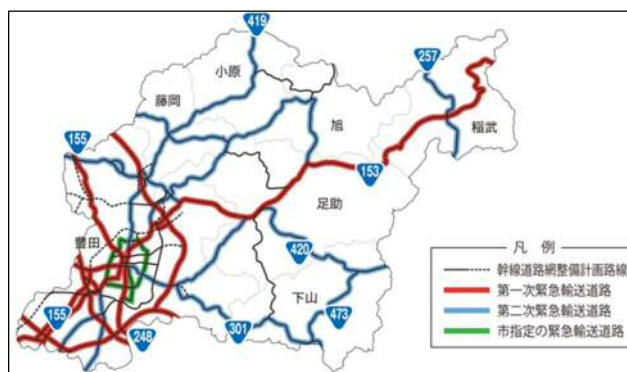 419
小原
257
藤岡
旭
稲武
155
153
足助
豊田
420
凡 例
幹線道路網整備計画路線
第一次緊急輸送道路
第二次緊急輸送道路
市指定の緊急輸送道路
下山
155
473
301
248